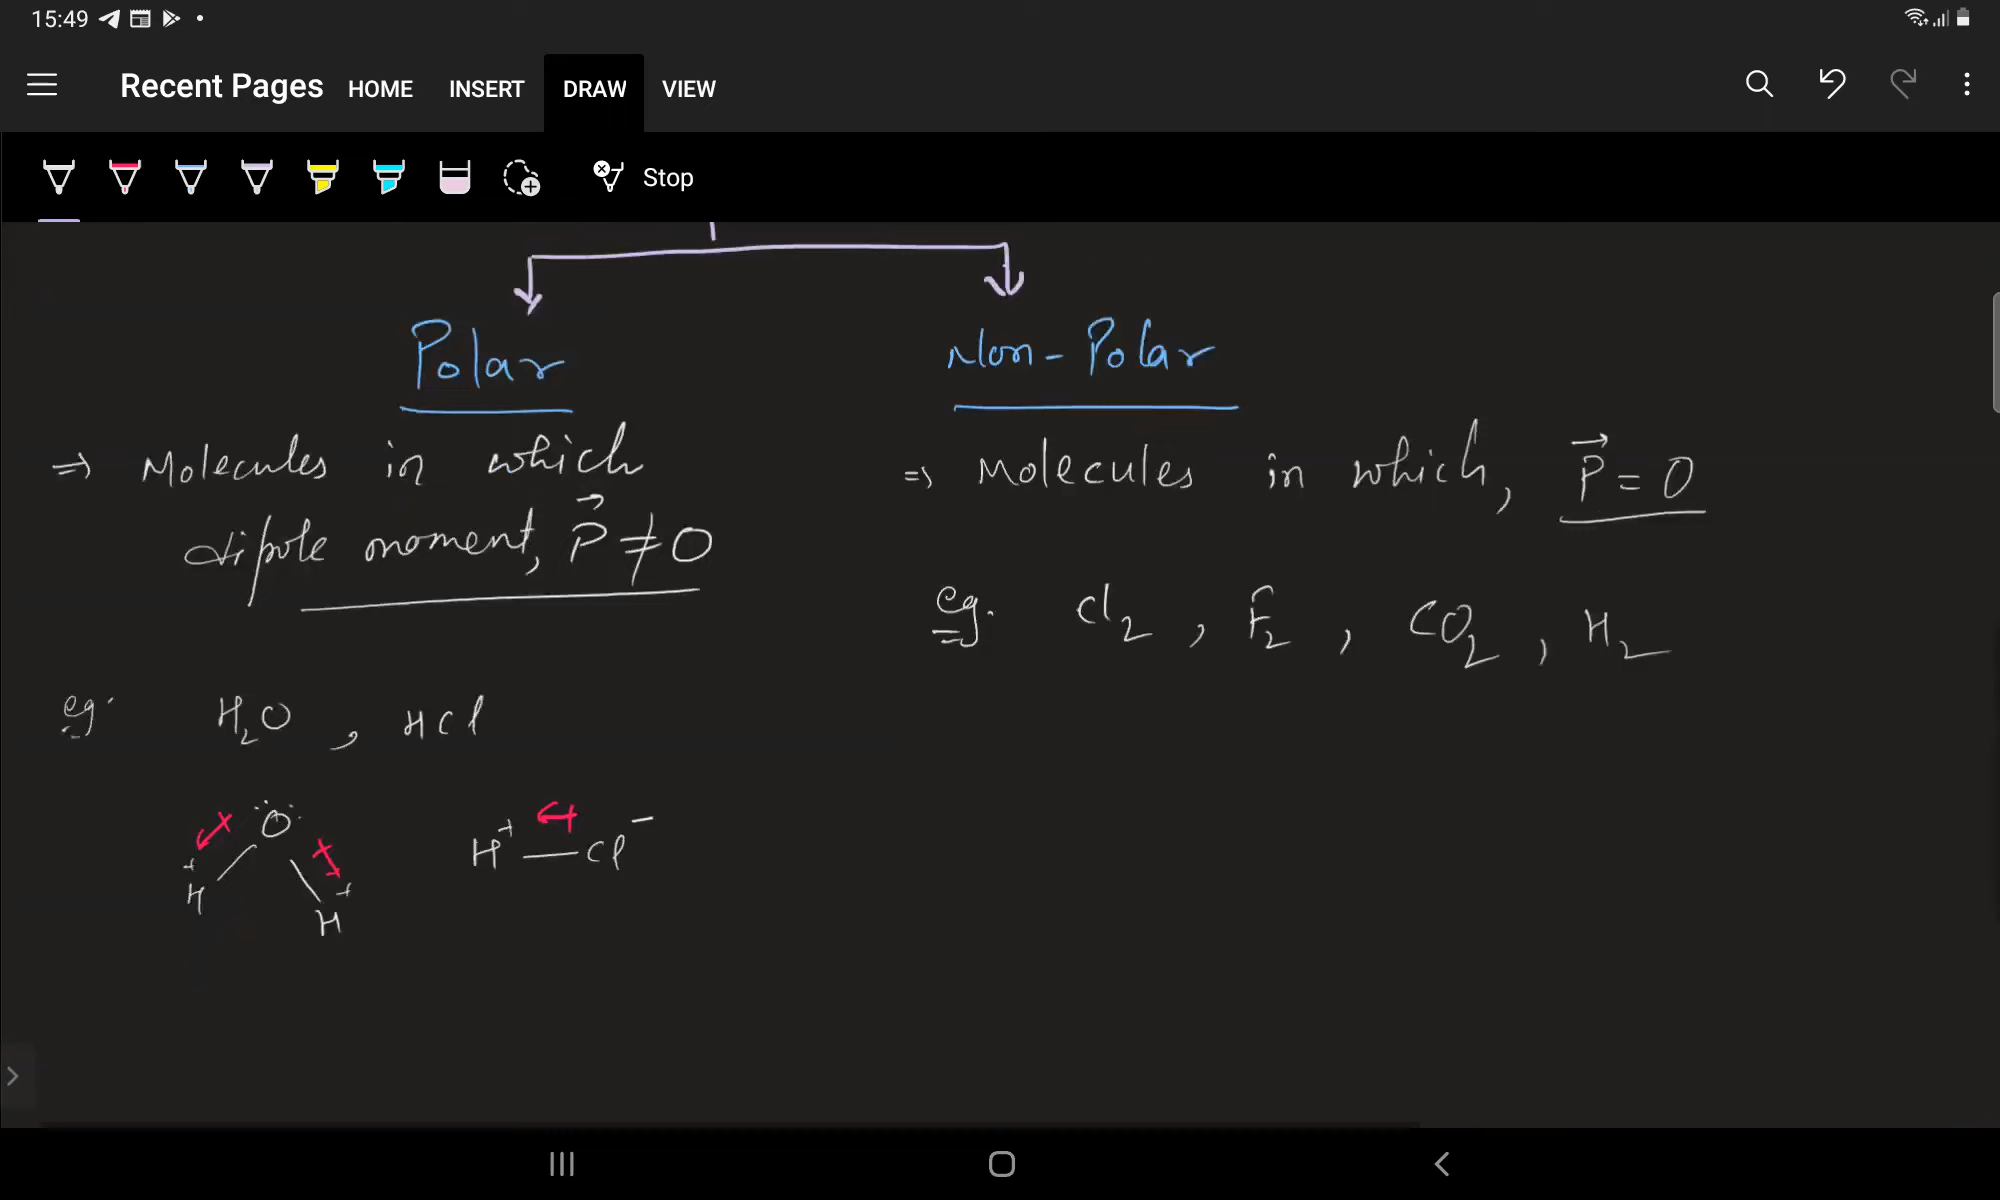 15:49
Recent Pages HOME INSERT DRAW VIEW
Stop
Polar
Non-Polar
⇒ Molecules in which
dipole moment, P⃗ ≠ 0
eg. H₂O , HCl
O
+ H
+ H
H⁺ — Cl⁻
⇒ Molecules in which, P⃗ = 0
eg. Cl₂ , F₂ , CO₂ , H₂